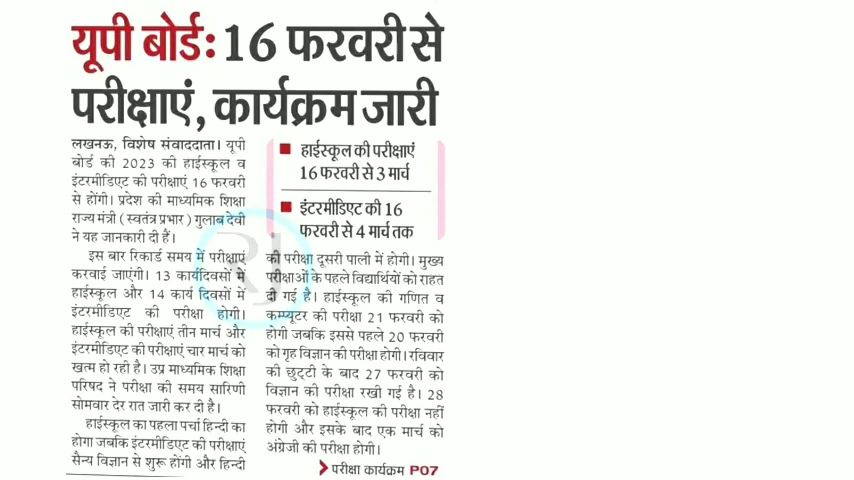 यूपी बोर्ड: 16 फरवरी से
परीक्षाएं, कार्यक्रम जारी
लखनऊ, विशेष संवाददाता। यूपी
बोर्ड की 2023 की हाईस्कूल व
इंटरमीडिएट की परीक्षाएं 16 फरवरी
से होंगी। प्रदेश की माध्यमिक शिक्षा
राज्य मंत्री (स्वतंत्र प्रभार) गुलाब देवी
ने यह जानकारी दी हैं।
इस बार रिकार्ड समय में परीक्षाएं
करवाई जाएंगी। 13 कार्यदिवसों में
हाईस्कूल और 14 कार्य दिवसों में
इंटरमीडिएट की परीक्षा होगी।
हाईस्कूल की परीक्षाएं तीन मार्च और
इंटरमीडिएट की परीक्षाएं चार मार्च को
खत्म हो रही है। उप्र माध्यमिक शिक्षा
परिषद ने परीक्षा की समय सारिणी
सोमवार देर रात जारी कर दी है।
हाईस्कूल का पहला पर्चा हिन्दी का
होगा जबकि इंटरमीडिएट की परीक्षाएं
सैन्य विज्ञान से शुरू होंगी और हिन्दी
हाईस्कूल की परीक्षाएं
16 फरवरी से 3 मार्च
इंटरमीडिएट की 16
फरवरी से 4 मार्च तक
की परीक्षा दूसरी पाली में होगी। मुख्य
परीक्षाओं के पहले विद्यार्थियों को राहत
दी गई है। हाईस्कूल की गणित व
कम्प्यूटर की परीक्षा 21 फरवरी को
होगी जबकि इससे पहले 20 फरवरी
को गृह विज्ञान की परीक्षा होगी। रविवार
की छुट्टी के बाद 27 फरवरी को
विज्ञान की परीक्षा रखी गई है। 28
फरवरी को हाईस्कूल की परीक्षा नहीं
होगी और इसके बाद एक मार्च को
अंग्रेजी की परीक्षा होगी।
परीक्षा कार्यक्रम P07